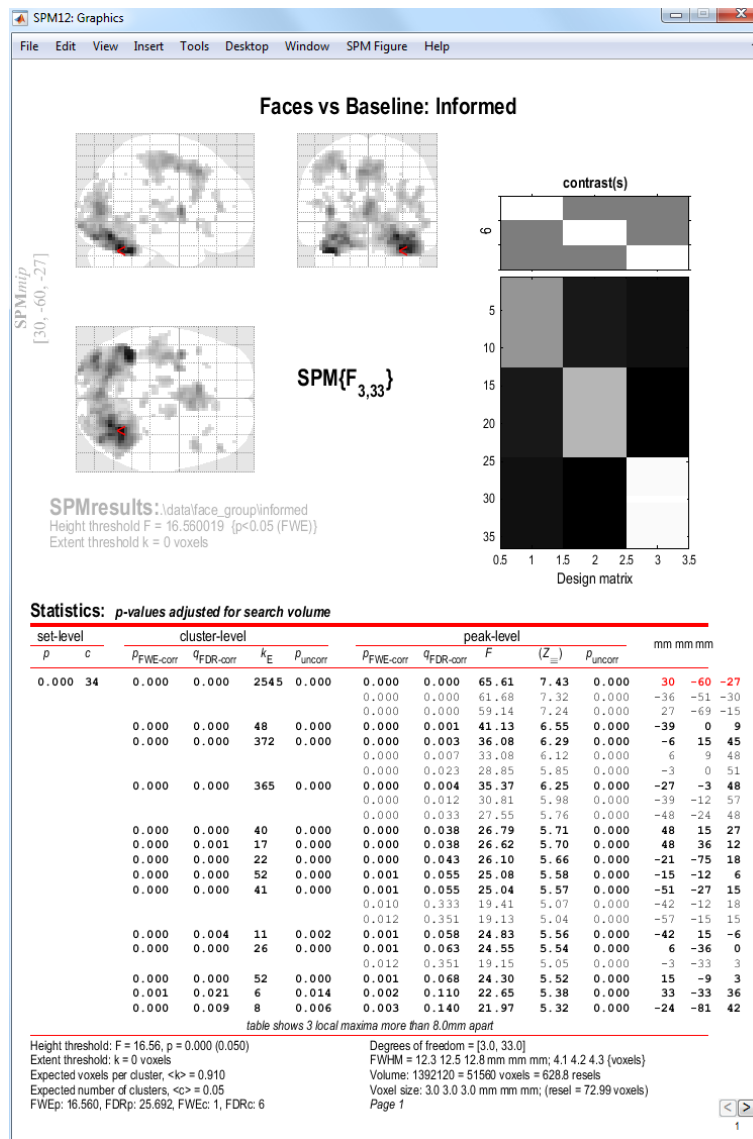 SPM12: Graphics
File Edit View Insert Tools Desktop Window SPM Figure Help
Faces vs Baseline: Informed
SPMmip
[30, -60, -27]
SPM{F3,33}
contrast(s)
6
5
10
15
20
25
30
35
0.5 1 1.5 2 2.5 3 3.5
Design matrix
SPMresults: .\data\face_group\informed
Height threshold F = 16.560019 {p<0.05 (FWE)}
Extent threshold k = 0 voxels
Statistics: p-values adjusted for search volume
set-level cluster-level peak-level mm mm mm
p c pFWE-corr qFDR-corr kE puncorr pFWE-corr qFDR-corr F (Z≡) puncorr
0.000 34 0.000 0.000 2545 0.000 0.000 0.000 65.61 7.43 0.000 30 -60 -27
0.000 0.000 61.68 7.32 0.000 -36 -51 -30
0.000 0.000 59.14 7.24 0.000 27 -69 -15
0.000 0.000 48 0.000 0.000 0.001 41.13 6.55 0.000 -39 0 9
0.000 0.000 372 0.000 0.000 0.003 36.08 6.29 0.000 -6 15 45
0.000 0.007 33.08 6.12 0.000 6 9 48
0.000 0.023 28.85 5.85 0.000 -3 0 51
0.000 0.000 365 0.000 0.000 0.004 35.37 6.25 0.000 -27 -3 48
0.000 0.012 30.81 5.98 0.000 -39 -12 57
0.000 0.033 27.55 5.76 0.000 -48 -24 48
0.000 0.000 40 0.000 0.000 0.038 26.79 5.71 0.000 48 15 27
0.000 0.001 17 0.000 0.000 0.038 26.62 5.70 0.000 48 36 12
0.000 0.000 22 0.000 0.000 0.043 26.10 5.66 0.000 -21 -75 18
0.000 0.000 52 0.000 0.001 0.055 25.08 5.58 0.000 -15 -12 6
0.000 0.000 41 0.000 0.001 0.055 25.04 5.57 0.000 -51 -27 15
0.010 0.333 19.41 5.07 0.000 -42 -12 18
0.012 0.351 19.13 5.04 0.000 -57 -15 15
0.000 0.004 11 0.002 0.001 0.058 24.83 5.56 0.000 -42 15 -6
0.000 0.000 26 0.000 0.001 0.063 24.55 5.54 0.000 6 -36 0
0.012 0.351 19.15 5.05 0.000 -3 -33 3
0.000 0.000 52 0.000 0.001 0.068 24.30 5.52 0.000 15 -9 3
0.001 0.021 6 0.014 0.002 0.110 22.65 5.38 0.000 33 -33 36
0.000 0.009 8 0.006 0.003 0.140 21.97 5.32 0.000 -24 -81 42
table shows 3 local maxima more than 8.0mm apart
Height threshold: F = 16.56, p = 0.000 (0.050)
Extent threshold: k = 0 voxels
Expected voxels per cluster, <k> = 0.910
Expected number of clusters, <c> = 0.05
FWEp: 16.560, FDRp: 25.692, FWEc: 1, FDRc: 6
Degrees of freedom = [3.0, 33.0]
FWHM = 12.3 12.5 12.8 mm mm mm; 4.1 4.2 4.3 {voxels}
Volume: 1392120 = 51560 voxels = 628.8 resels
Voxel size: 3.0 3.0 3.0 mm mm mm; (resel = 72.99 voxels)
Page 1
< >
1